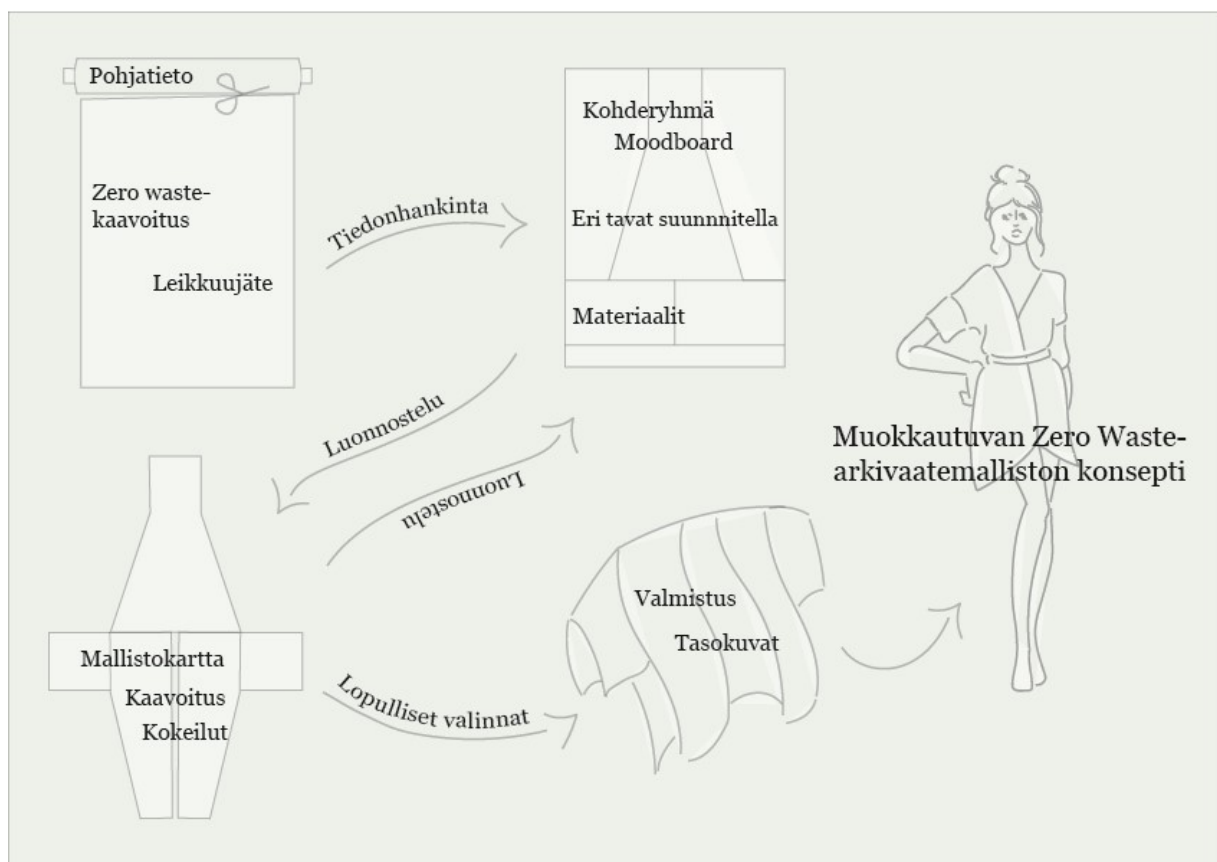 Pohjatieto
Zero waste-
kaavoitus
Leikkuujäte
Tiedonhankinta
Kohderyhmä
Moodboard
Eri tavat suunnnitella
Materiaalit
Luonnostelu
Luonnostelu
Mallistokartta
Kaavoitus
Kokeilut
Lopulliset valinnat
Valmistus
Tasokuvat
Muokkautuvan Zero Waste-
arkivaatemalliston konsepti